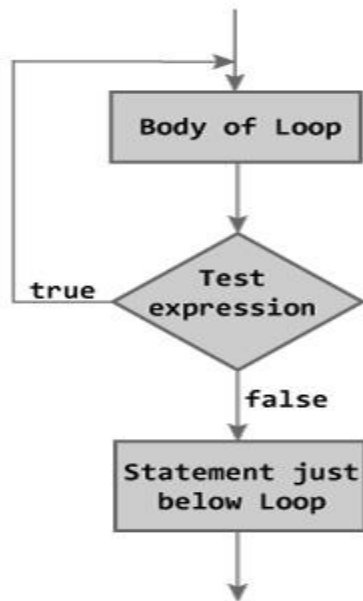 Body of Loop
Test
expression
true
false
Statement just
below Loop